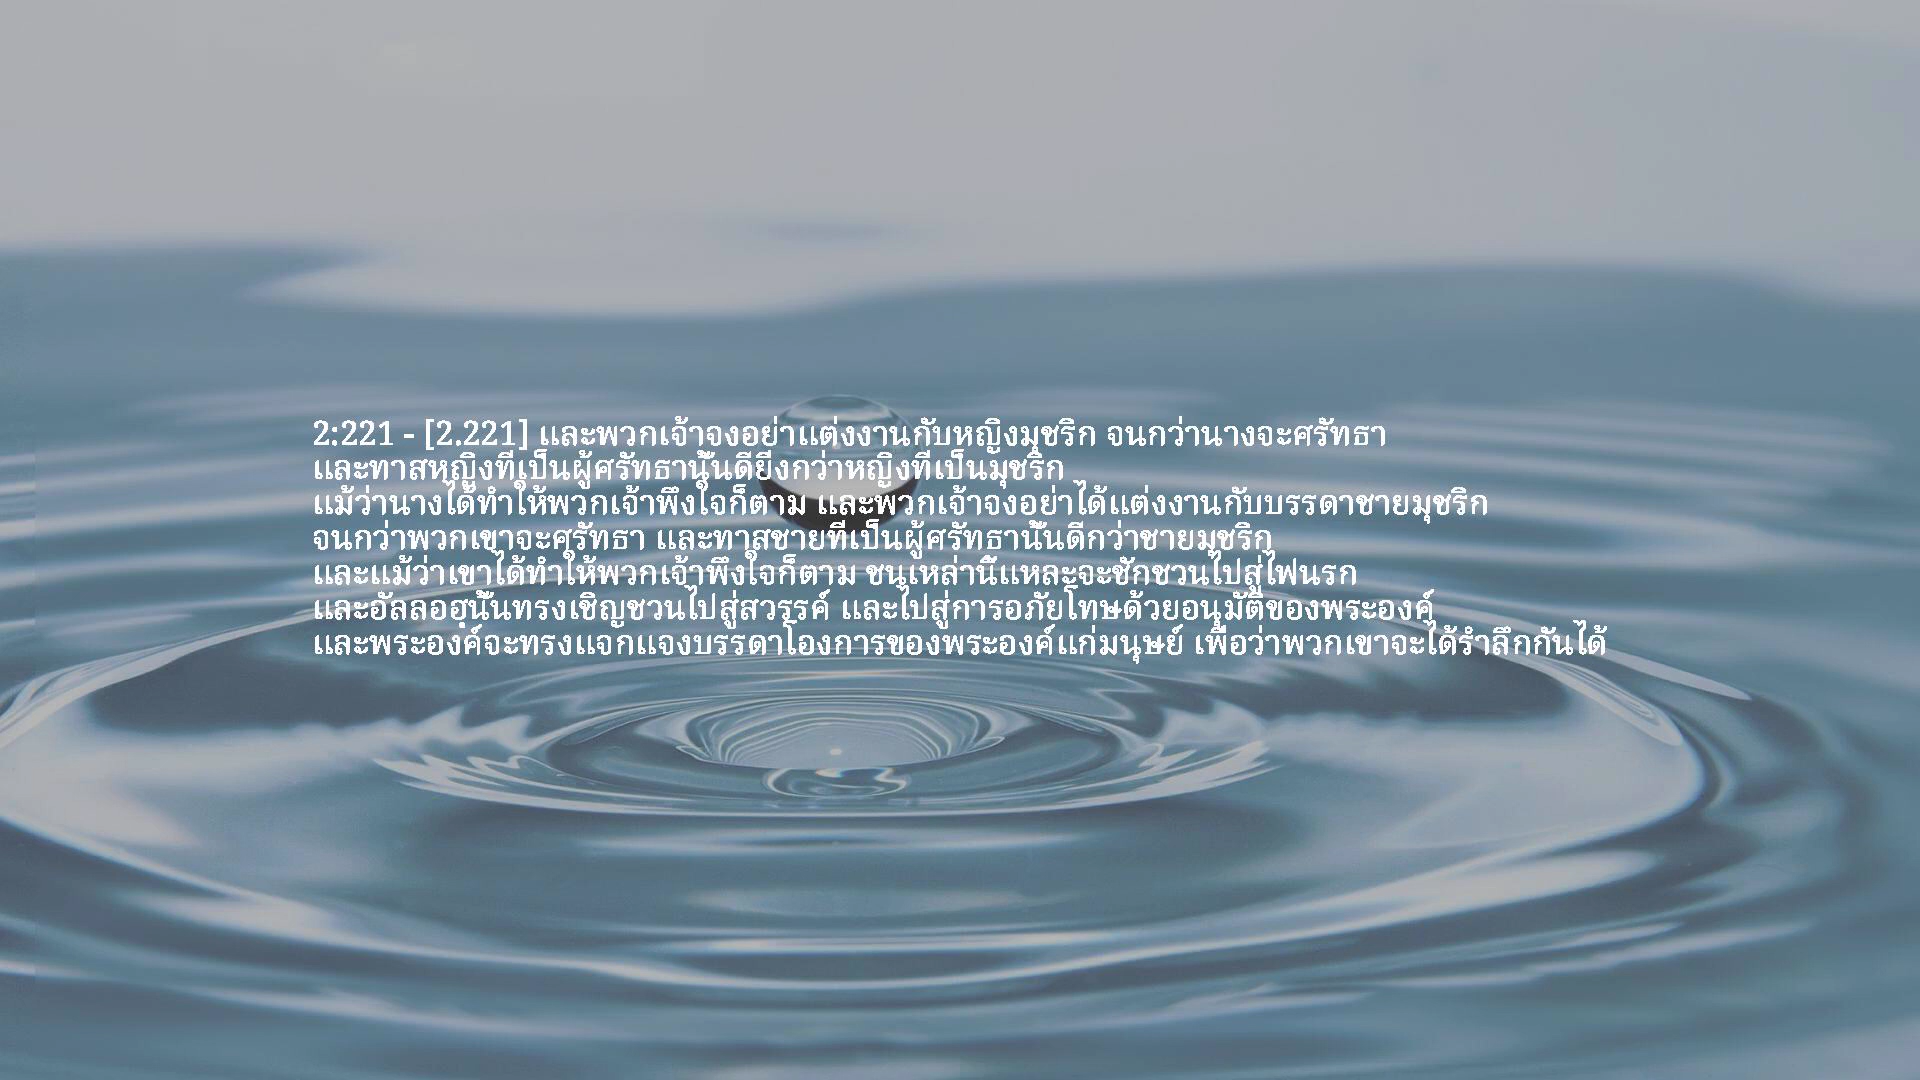 2:221 - [2.221] และพวกเจ้าจงอย่าแต่งงานกับหญิงมุชริก จนกว่านางจะศรัทธา
และทาสหญิงที่เป็นผู้ศรัทธานั้นดียิ่งกว่าหญิงที่เป็นมุชริก
แม้ว่านางได้ทำให้พวกเจ้าพึงใจก็ตาม และพวกเจ้าจงอย่าได้แต่งงานกับบรรดาชายมุชริก
จนกว่าพวกเขาจะศรัทธา และทาสชายที่เป็นผู้ศรัทธานั้นดีกว่าชายมุชริก
และแม้ว่าเขาได้ทำให้พวกเจ้าพึงใจก็ตาม ชนเหล่านี้แหละจะชักชวนไปสู่ไฟนรก
และอัลลอฮฺนั้นทรงเชิญชวนไปสู่สวรรค์ และไปสู่การอภัยโทษด้วยอนุมัติของพระองค์
และพระองค์จะทรงแจกแจงบรรดาโองการของพระองค์แก่มนุษย์ เพื่อว่าพวกเขาจะได้รำลึกกันได้